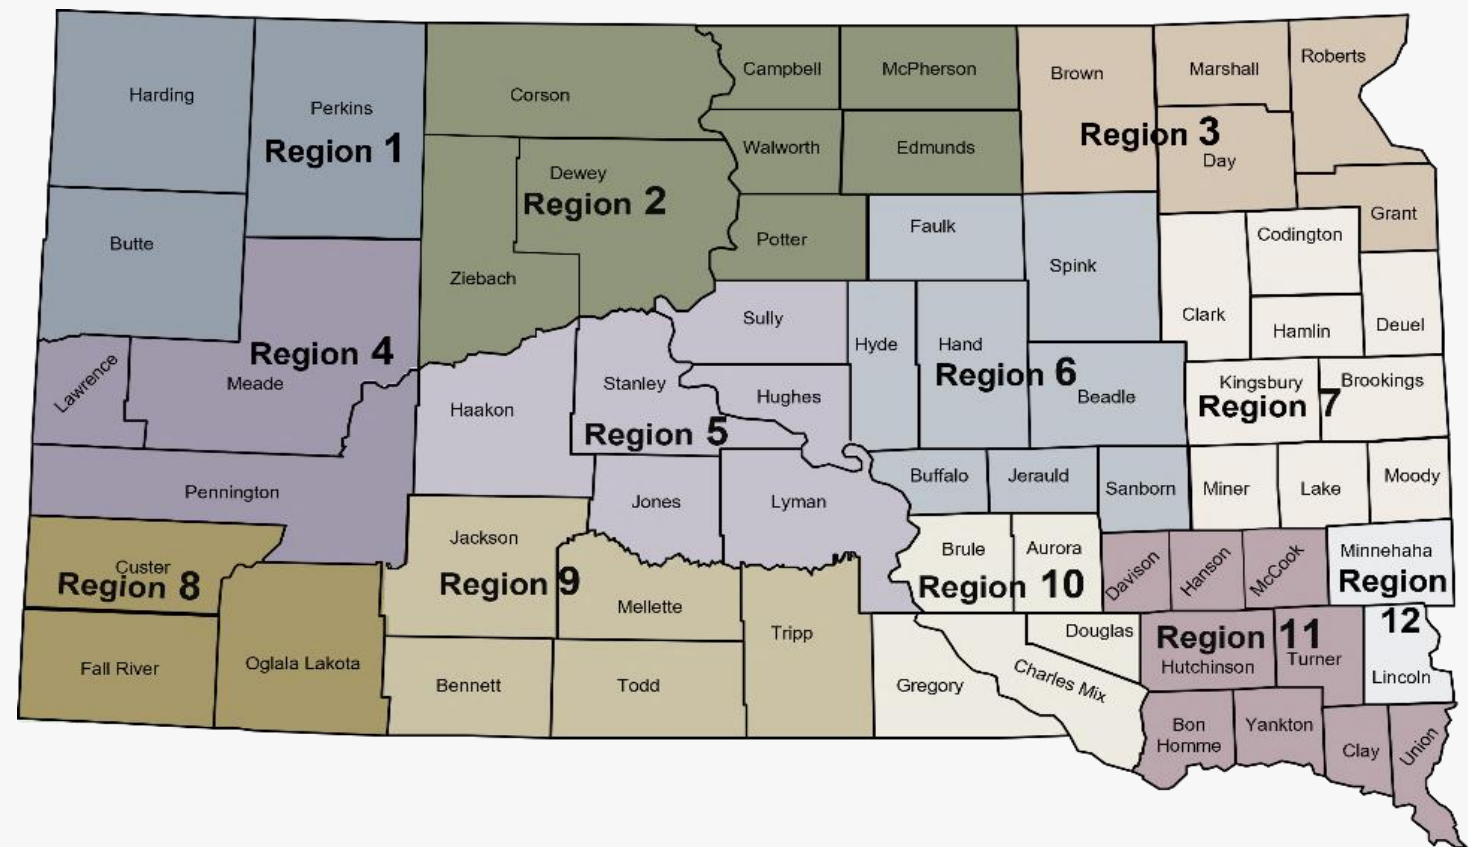 Harding
Perkins
Region 1
Butte
Corson
Dewey
Region 2
Ziebach
Campbell
McPherson
Walworth
Edmunds
Potter
Brown
Marshall
Roberts
Region 3
Day
Grant
Lawrence
Region 4
Meade
Pennington
Sully
Haakon
Stanley
Hughes
Region 5
Jones
Lyman
Faulk
Spink
Hyde
Hand
Region 6
Beadle
Buffalo
Jerauld
Sanborn
Codington
Clark
Hamlin
Deuel
Kingsbury
Brookings
Region 7
Miner
Lake
Moody
Custer
Region 8
Fall River
Oglala Lakota
Jackson
Region 9
Mellette
Tripp
Bennett
Todd
Brule
Aurora
Region 10
Douglas
Gregory
Charles Mix
Davison
Hanson
McCook
Region 11
Hutchinson
Turner
Bon
Homme
Yankton
Clay
Union
Minnehaha
Region
12
Lincoln